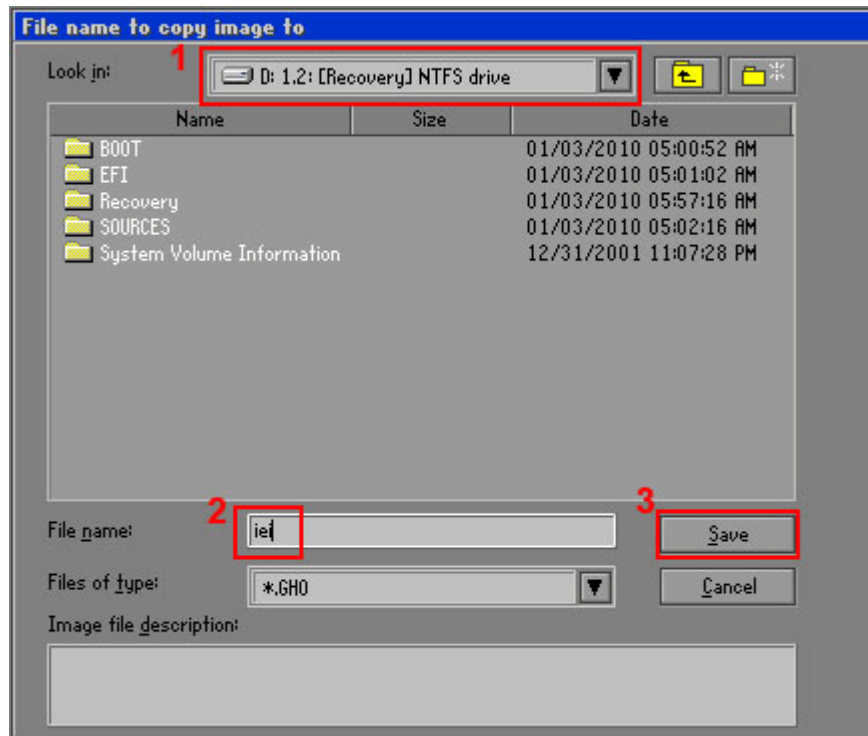 File name to copy image to
Look in: 1 D: 1.2: [Recovery] NTFS drive
Name Size Date
BOOT 01/03/2010 05:00:52 AM
EFI 01/03/2010 05:01:02 AM
Recovery 01/03/2010 05:57:16 AM
SOURCES 01/03/2010 05:02:16 AM
System Volume Information 12/31/2001 11:07:28 PM
File name: 2 iei 3 Save
Files of type: *.GHO Cancel
Image file description: